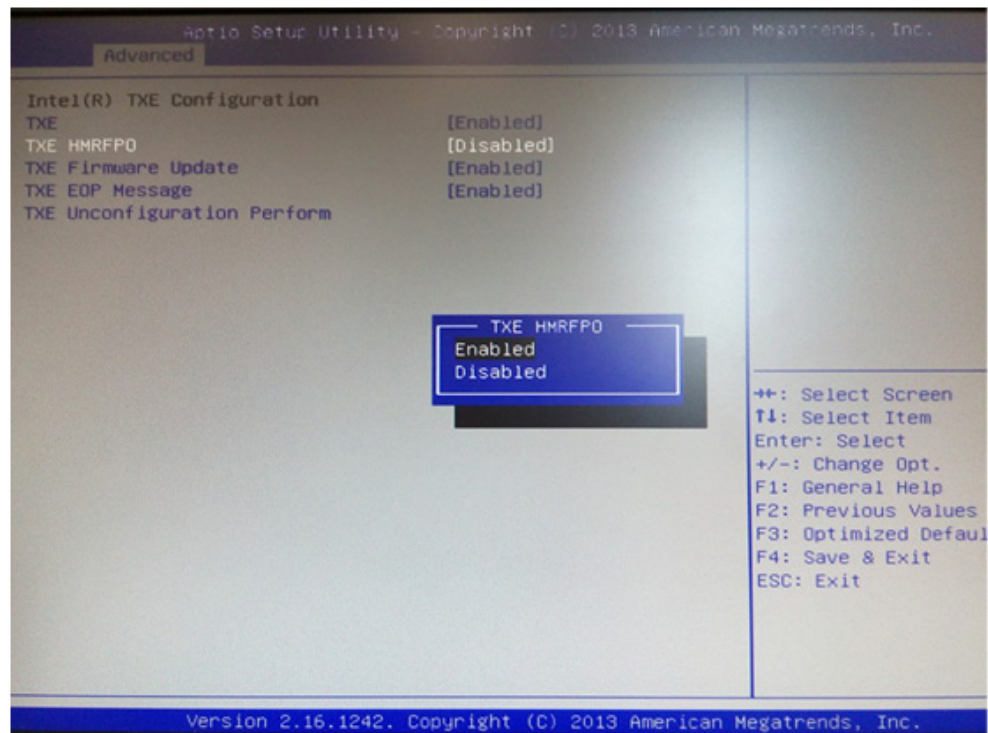 Aptio Setup Utility - Copyright (C) 2013 American Megatrends, Inc.
Advanced
Intel(R) TXE Configuration
TXE [Enabled]
TXE HMRFPO [Disabled]
TXE Firmware Update [Enabled]
TXE EOP Message [Enabled]
TXE Unconfiguration Perform
TXE HMRFPO
Enabled
Disabled
→←: Select Screen
↑↓: Select Item
Enter: Select
+/-: Change Opt.
F1: General Help
F2: Previous Values
F3: Optimized Defaul
F4: Save & Exit
ESC: Exit
Version 2.16.1242. Copyright (C) 2013 American Megatrends, Inc.